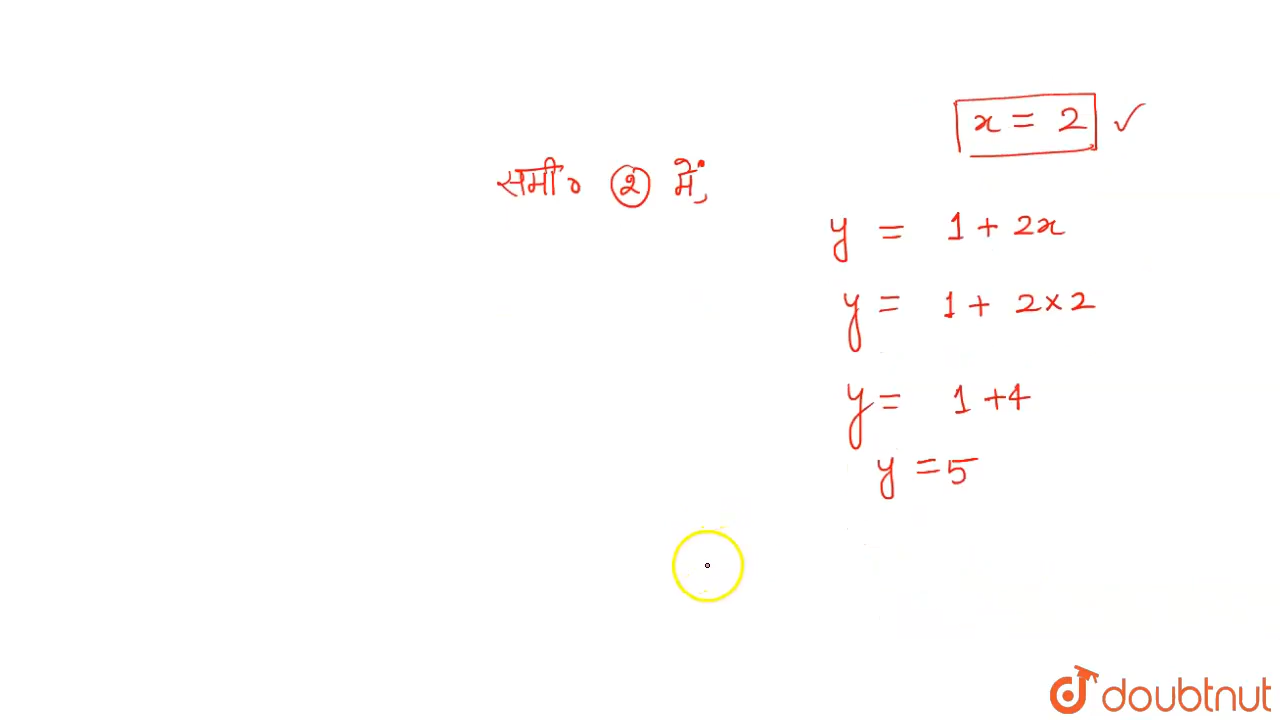 x = 2 ✓
समी० ② में,
y = 1 + 2x
y = 1 + 2×2
y = 1 + 4
y = 5
doubtnut